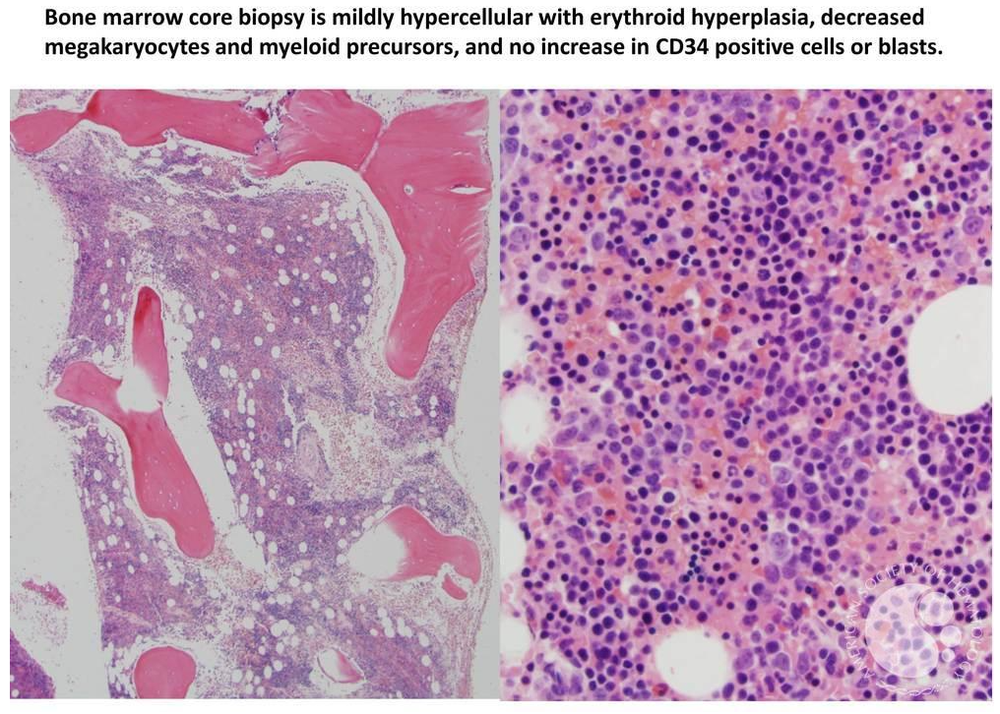 Bone marrow core biopsy is mildly hypercellular with erythroid hyperplasia, decreased
megakaryocytes and myeloid precursors, and no increase in CD34 positive cells or blasts.
AMERICAN SOCIETY OF HEMATOLOGY